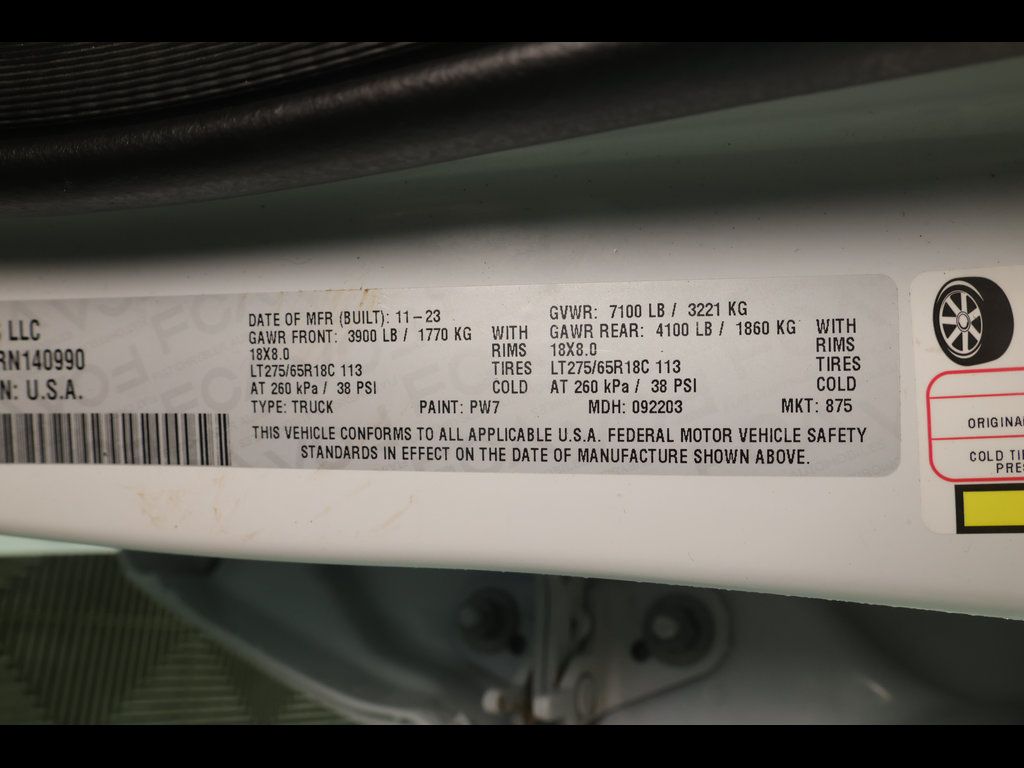 S LLC
RN140990
N: U.S.A.
DATE OF MFR (BUILT): 11-23
GAWR FRONT: 3900 LB / 1770 KG WITH
18X8.0 RIMS
LT275/65R18C 113 TIRES
AT 260 kPa / 38 PSI COLD
GVWR: 7100 LB / 3221 KG
GAWR REAR: 4100 LB / 1860 KG WITH
18X8.0 RIMS
LT275/65R18C 113 TIRES
AT 260 kPa / 38 PSI COLD
TYPE: TRUCK PAINT: PW7 MDH: 092203 MKT: 875
THIS VEHICLE CONFORMS TO ALL APPLICABLE U.S.A. FEDERAL MOTOR VEHICLE SAFETY
STANDARDS IN EFFECT ON THE DATE OF MANUFACTURE SHOWN ABOVE.
ORIGINA
COLD TI
PRE